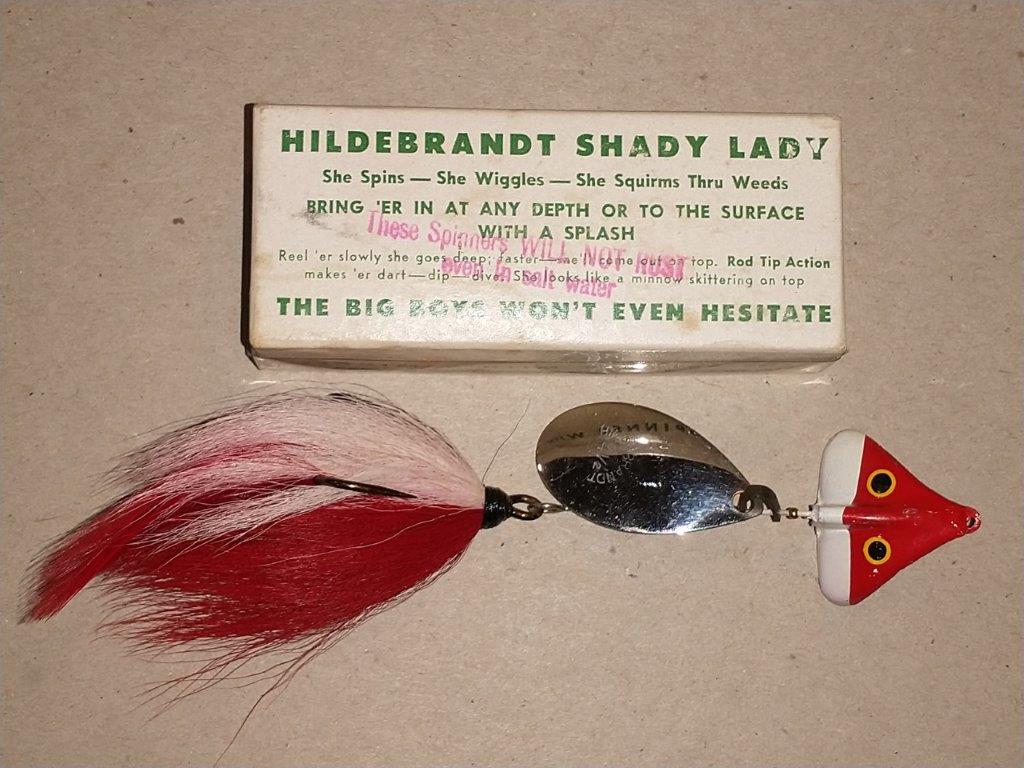 HILDEBRANDT SHADY LADY
She Spins — She Wiggles — She Squirms Thru Weeds
BRING 'ER IN AT ANY DEPTH OR TO THE SURFACE
WITH A SPLASH
These Spinners WILL NOT RUST
even in salt water
Reel 'er slowly she goes deep; faster—she'll come out on top. Rod Tip Action
makes 'er dart—dip—dive. She looks like a minnow skittering on top
THE BIG BOYS WON'T EVEN HESITATE